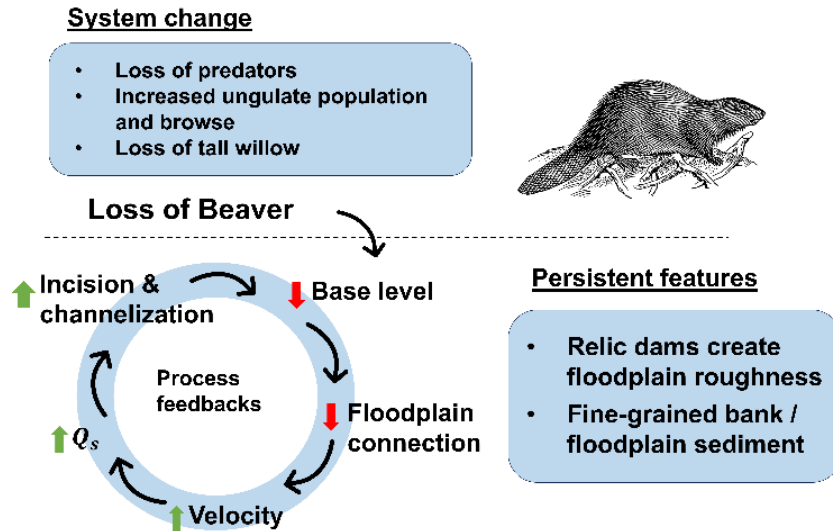 System change
• Loss of predators
• Increased ungulate population
and browse
• Loss of tall willow
Loss of Beaver
Incision &
channelization
Base level
Process
feedbacks
Floodplain
connection
Velocity
Qₛ
Persistent features
• Relic dams create
floodplain roughness
• Fine-grained bank /
floodplain sediment